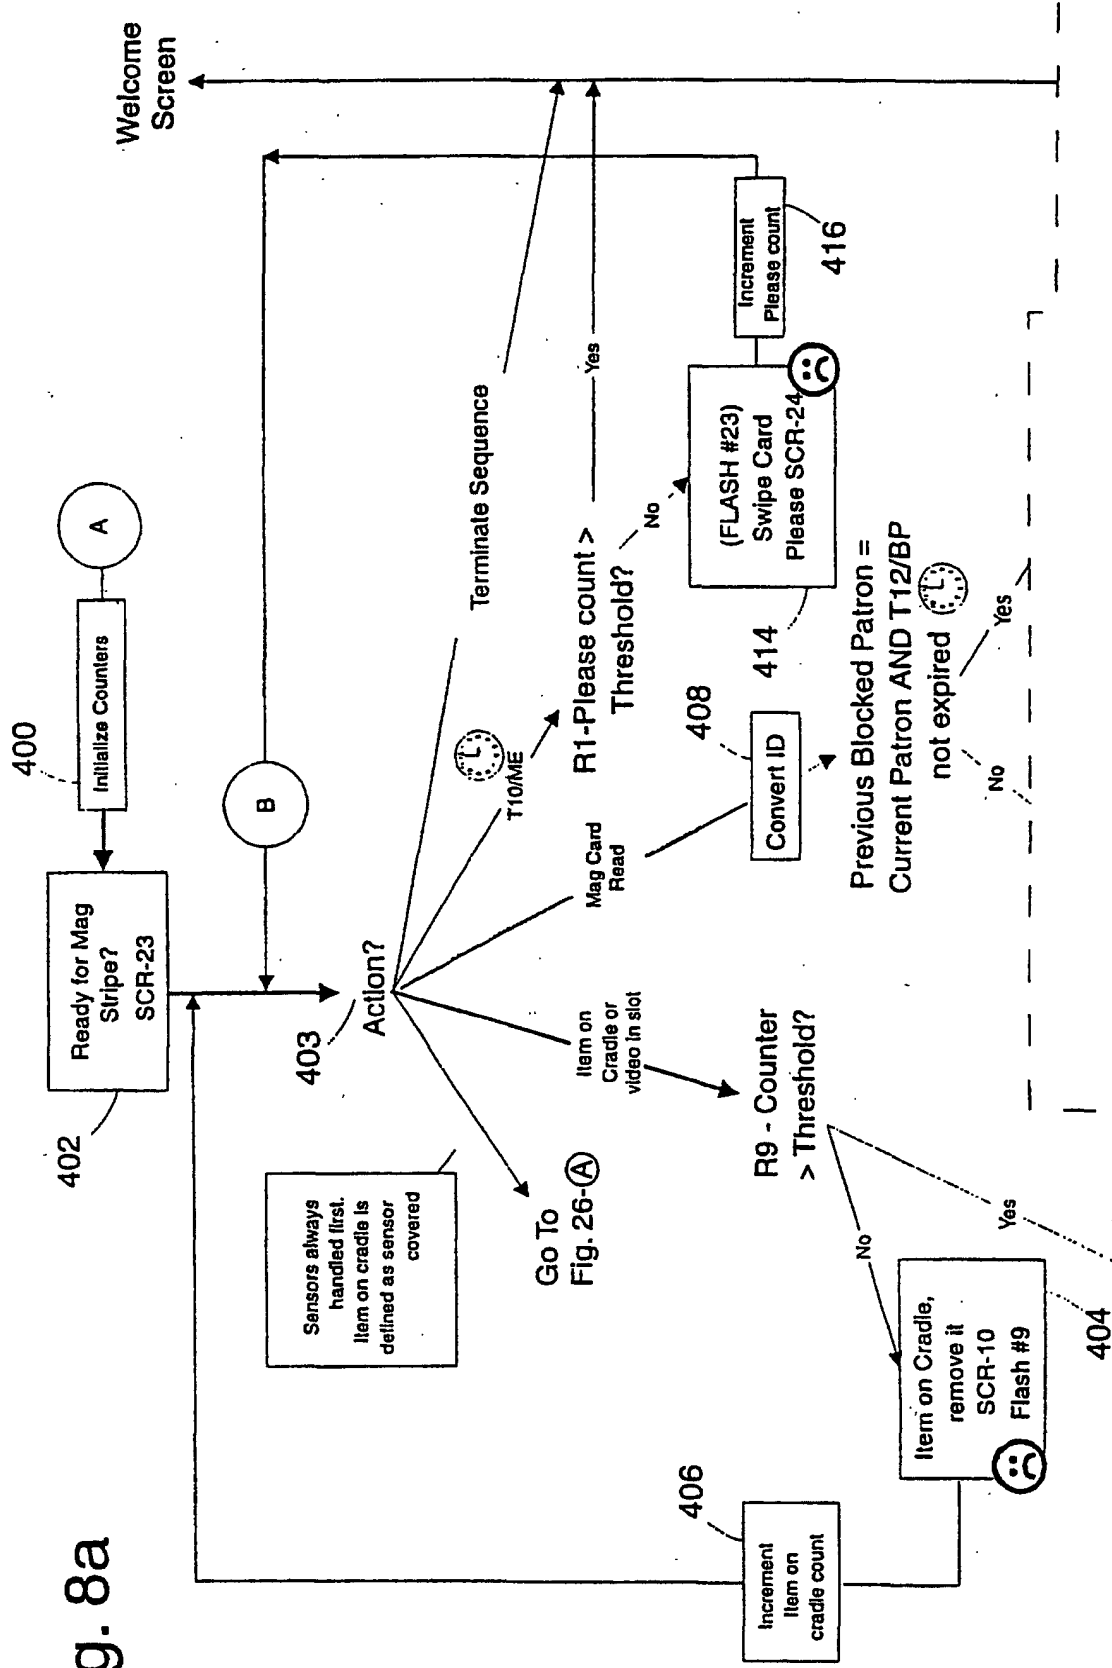 g. 8a
Welcome
Screen
A
400
Initialize Counters
Ready for Mag
Stripe?
SCR-23
402
B
403
Action?
Sensors always
handled first.
Item on cradle is
defined as sensor
covered
Go To
Fig. 26-A
Item on
Cradle or
video in slot
Mag Card
Read
T10/ME
Terminate Sequence
R1-Please count >
Threshold?
Yes
No
(FLASH #23)
Swipe Card
Please SCR-24
414
Increment
Please count
416
408
Convert ID
Previous Blocked Patron =
Current Patron AND T12/BP
not expired
No
Yes
R9 - Counter
> Threshold?
No
Yes
Item on Cradle,
remove it
SCR-10
Flash #9
404
406
Increment
Item on
cradle count